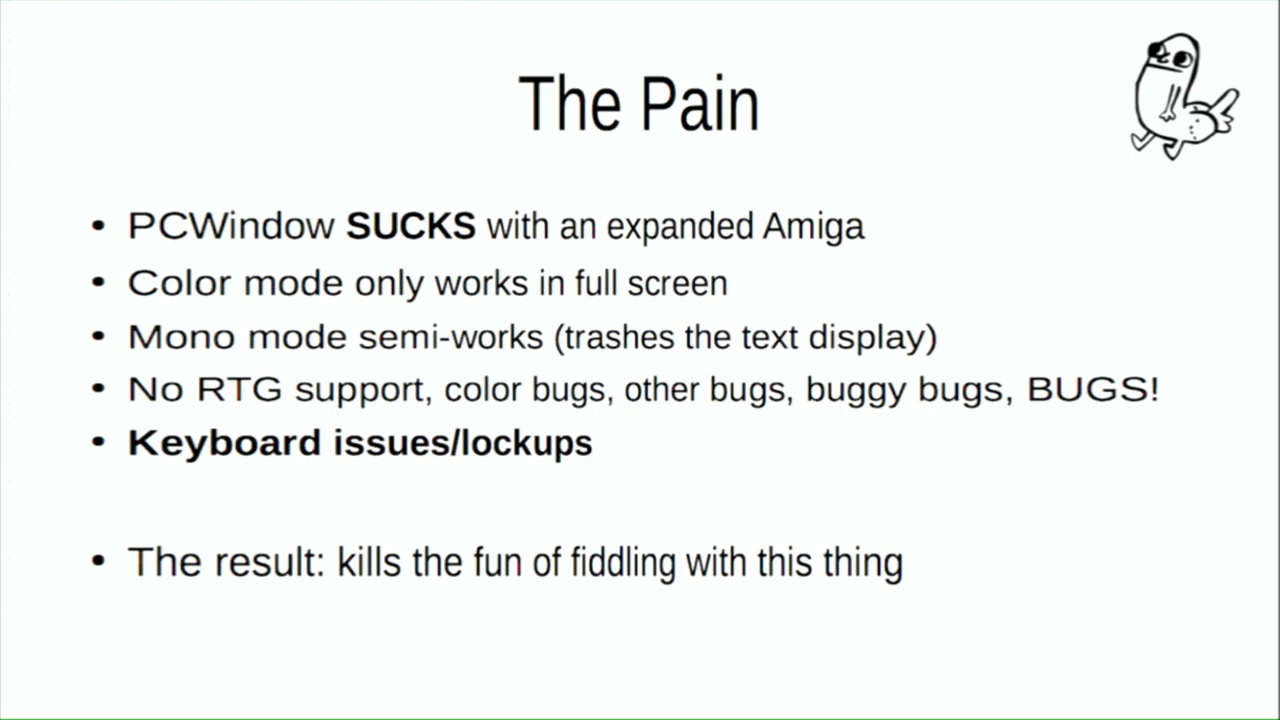 The Pain
• PCWindow SUCKS with an expanded Amiga
• Color mode only works in full screen
• Mono mode semi-works (trashes the text display)
• No RTG support, color bugs, other bugs, buggy bugs, BUGS!
• Keyboard issues/lockups
• The result: kills the fun of fiddling with this thing